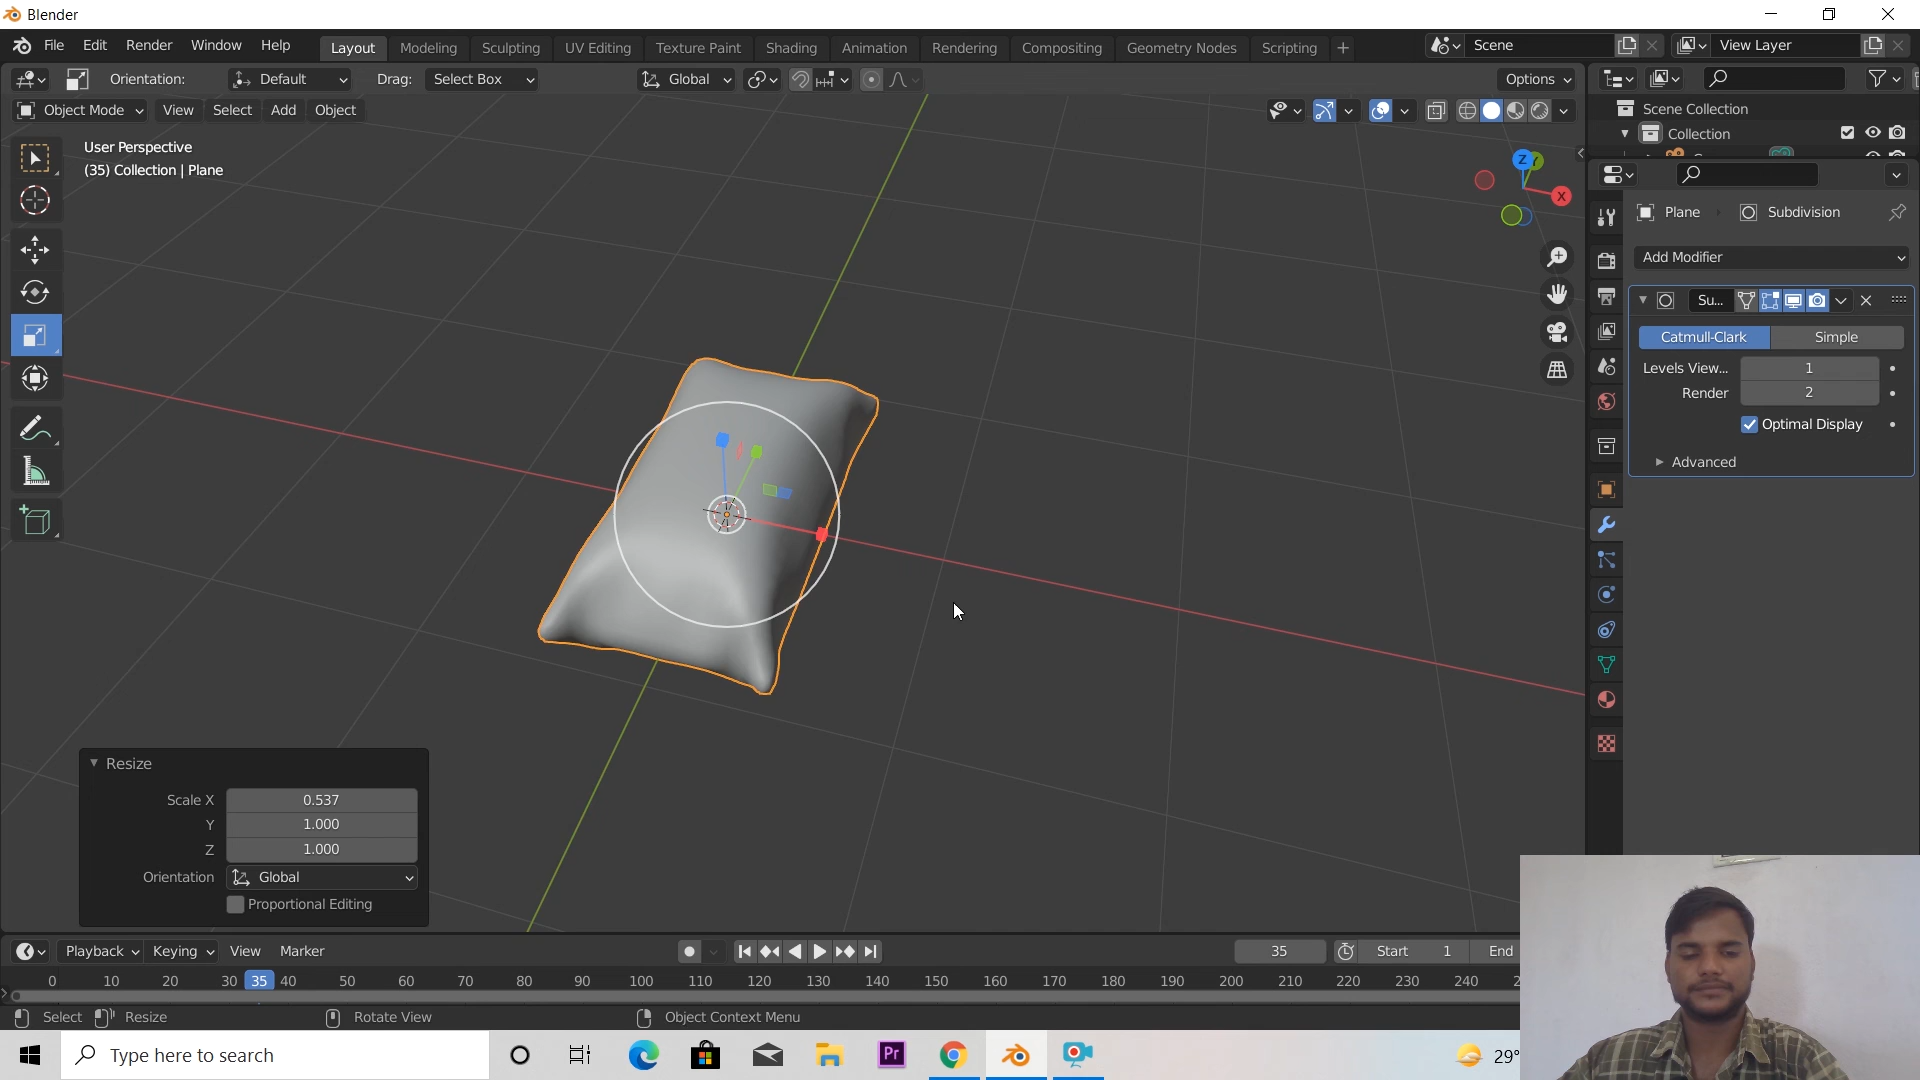 Blender
File Edit Render Window Help Layout Modeling Sculpting UV Editing Texture Paint Shading Animation Rendering Compositing Geometry Nodes Scripting + Scene View Layer
Orientation: Default Drag: Select Box Global Options
Object Mode View Select Add Object
Scene Collection
Collection
User Perspective
(35) Collection | Plane
Z Y
X
Plane Subdivision
Add Modifier
Su...
Catmull-Clark Simple
Levels View... 1
Render 2
Optimal Display
Advanced
Resize
Scale X 0.537
Y 1.000
Z 1.000
Orientation Global
Proportional Editing
Playback Keying View Marker 35 Start 1 End
0 10 20 30 35 40 50 60 70 80 90 100 110 120 130 140 150 160 170 180 190 200 210 220 230 240 2
Select Resize Rotate View Object Context Menu
Type here to search Pr 29°